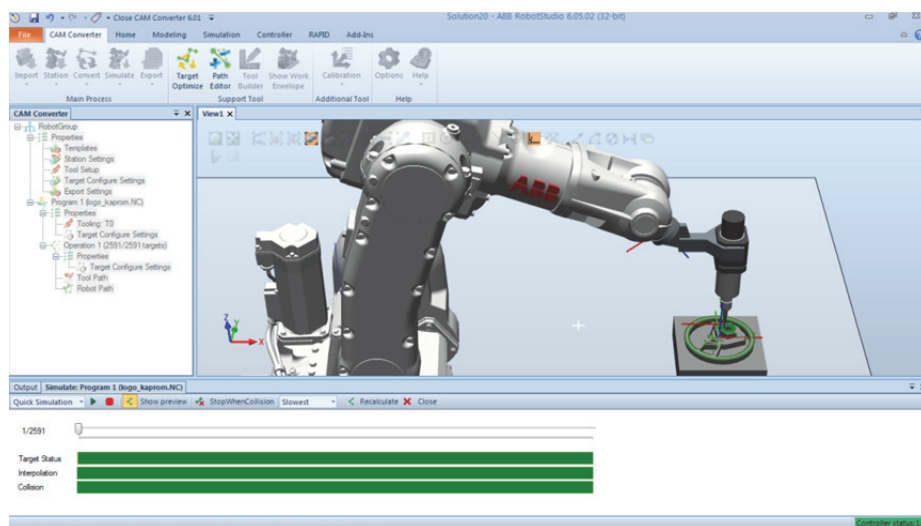 Close CAM Converter 6.01
Solution20 - ABB RobotStudio 6.05.02 (32-bit)
File CAM Converter Home Modeling Simulation Controller RAPID Add-Ins
Import Station Convert Simulate Export Target Optimize Path Editor Tool Builder Show Work Envelope Calibration Options Help
Main Process Support Tool Additional Tool Help
CAM Converter View1
RobotGroup
Properties
Templates
Station Settings
Tool Setup
Target Configure Settings
Export Settings
Program 1 (logo_kaprom.NC)
Properties
Tooling: T0
Target Configure Settings
Operation 1 (2591/2591 targets)
Properties
Target Configure Settings
Tool Path
Robot Path
ABB
Z Y X
Output Simulate: Program 1 (logo_kaprom.NC)
Quick Simulation Show preview StopWhenCollision Slowest Recalculate Close
1/2591
Target Status
Interpolation
Collision
Controller status: